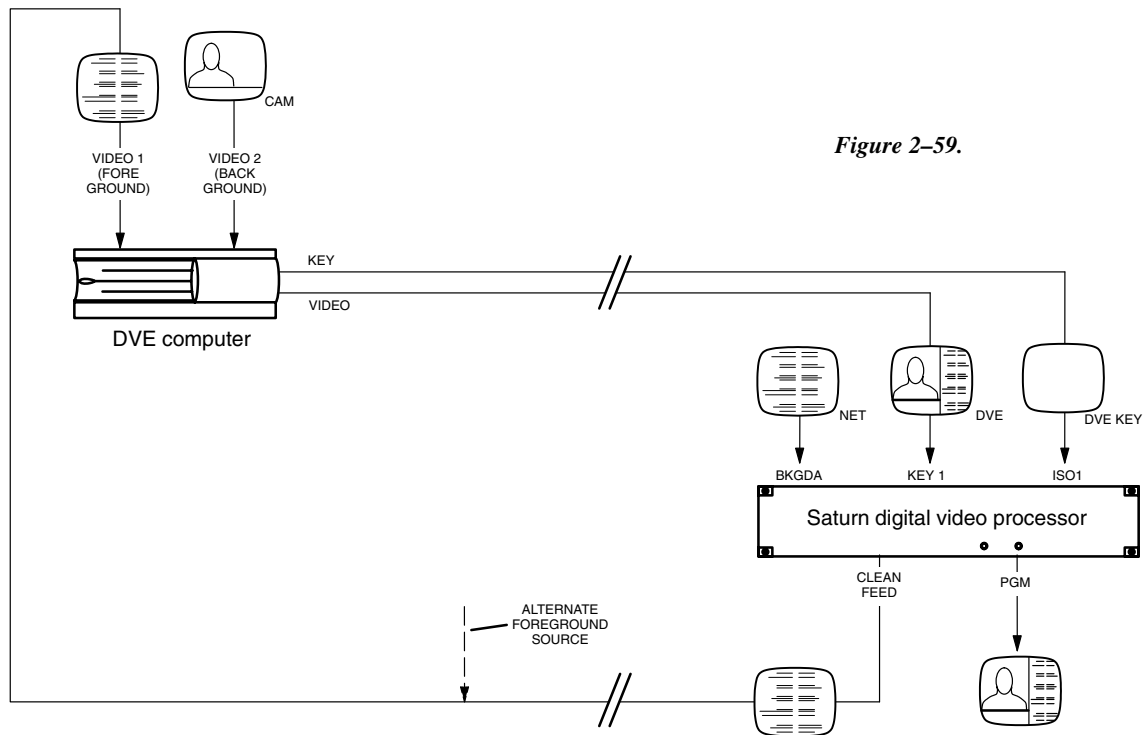 CAM
VIDEO 1
(FORE
GROUND)
VIDEO 2
(BACK
GROUND)
Figure 2–59.
KEY
VIDEO
DVE computer
NET
DVE
DVE KEY
BKGDA
KEY 1
ISO1
Saturn digital video processor
CLEAN
FEED
PGM
ALTERNATE
FOREGROUND
SOURCE